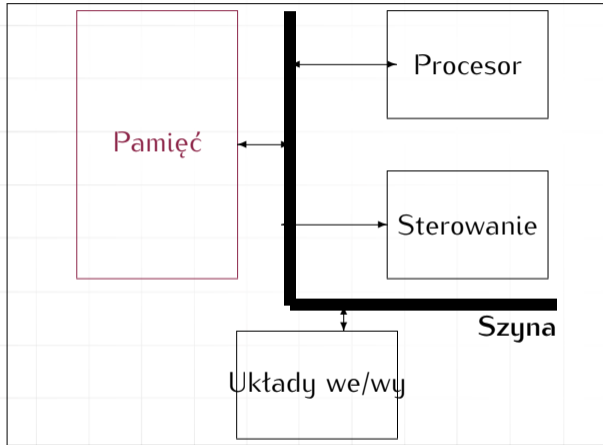 Procesor
Pamięć
Sterowanie
Szyna
Układy we/wy